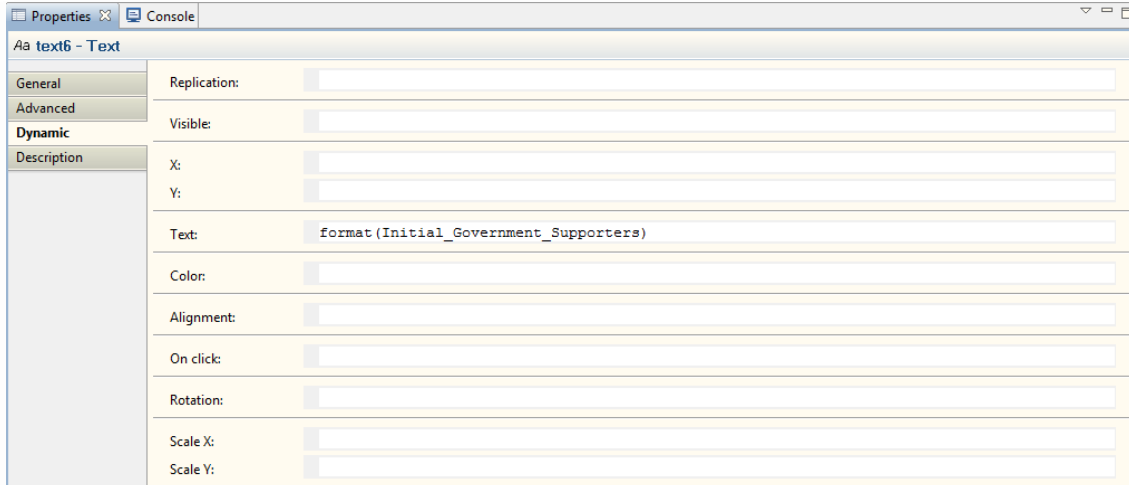 Properties Console
Aa text6 - Text
General
Advanced
Dynamic
Description
Replication:
Visible:
X:
Y:
Text: format(Initial_Government_Supporters)
Color:
Alignment:
On click:
Rotation:
Scale X:
Scale Y: